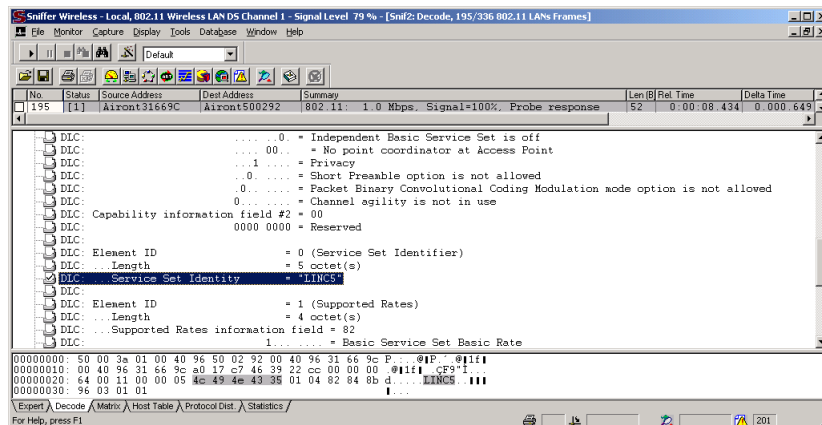 Sniffer Wireless - Local, 802.11 Wireless LAN DS Channel 1 - Signal Level 79 % - [Snif2: Decode, 195/336 802.11 LANs Frames]
File Monitor Capture Display Tools Database Window Help
Default
No. Status Source Address Dest Address Summary Len (B Rel. Time Delta Time
195 [1] Airont31669C Airont500292 802.11: 1.0 Mbps, Signal=100%, Probe response 52 0:00:08.434 0.000.649
DLC: .... ..0. = Independent Basic Service Set is off
DLC: .... 00.. = No point coordinator at Access Point
DLC: ...1 .... = Privacy
DLC: ..0. .... = Short Preamble option is not allowed
DLC: .0.. .... = Packet Binary Convolutional Coding Modulation mode option is not allowed
DLC: 0... .... = Channel agility is not in use
DLC: Capability information field #2 = 00
DLC: 0000 0000 = Reserved
DLC:
DLC: Element ID = 0 (Service Set Identifier)
DLC: ...Length = 5 octet(s)
DLC: ...Service Set Identity = "LINC5"
DLC:
DLC: Element ID = 1 (Supported Rates)
DLC: ...Length = 4 octet(s)
DLC: ...Supported Rates information field = 82
DLC: 1... .... = Basic Service Set Basic Rate
00000000: 50 00 3a 01 00 40 96 50 02 92 00 40 96 31 66 9c P.:..@
00000010: 00 40 96 31 66 9c a0 17 c7 46 39 22 cc 00 00 00
00000020: 64 00 11 00 00 05 4c 49 4e 43 35 01 04 82 84 8b d.....LINC5..
00000030: 96 03 01 01
Expert Decode Matrix Host Table Protocol Dist. Statistics
For Help, press F1 201